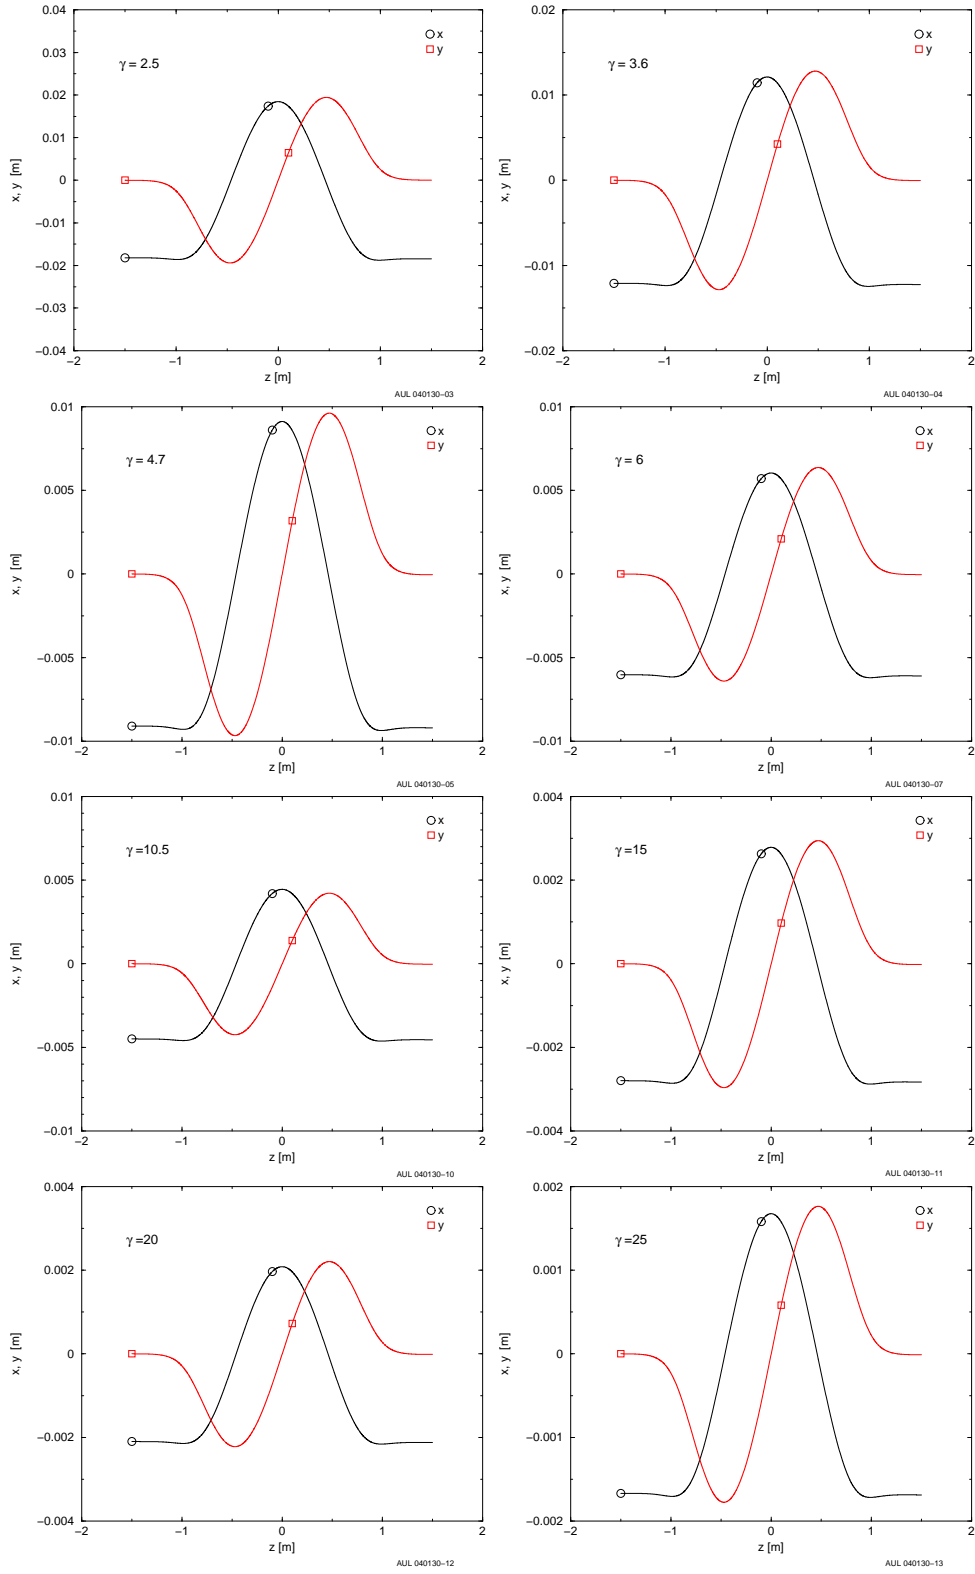 0.04
0.03
0.02
0.01
0
−0.01
−0.02
−0.03
−0.04
x, y [m]
γ = 2.5
x
y
−2
−1
0
1
2
z [m]
AUL 040130−03
0.02
0.01
0
−0.01
−0.02
x, y [m]
γ = 3.6
x
y
−2
−1
0
1
2
z [m]
AUL 040130−04
0.01
0.005
0
−0.005
−0.01
x, y [m]
γ = 4.7
x
y
−2
−1
0
1
2
z [m]
AUL 040130−05
0.01
0.005
0
−0.005
−0.01
x, y [m]
γ = 6
x
y
−2
−1
0
1
2
z [m]
AUL 040130−07
0.01
0.005
0
−0.005
−0.01
x, y [m]
γ =10.5
x
y
−2
−1
0
1
2
z [m]
AUL 040130−10
0.004
0.002
0
−0.002
−0.004
x, y [m]
γ =15
x
y
−2
−1
0
1
2
z [m]
AUL 040130−11
0.004
0.002
0
−0.002
−0.004
x, y [m]
γ =20
x
y
−2
−1
0
1
2
z [m]
AUL 040130−12
0.002
0.001
0
−0.001
−0.002
x, y [m]
γ =25
x
y
−2
−1
0
1
2
z [m]
AUL 040130−13